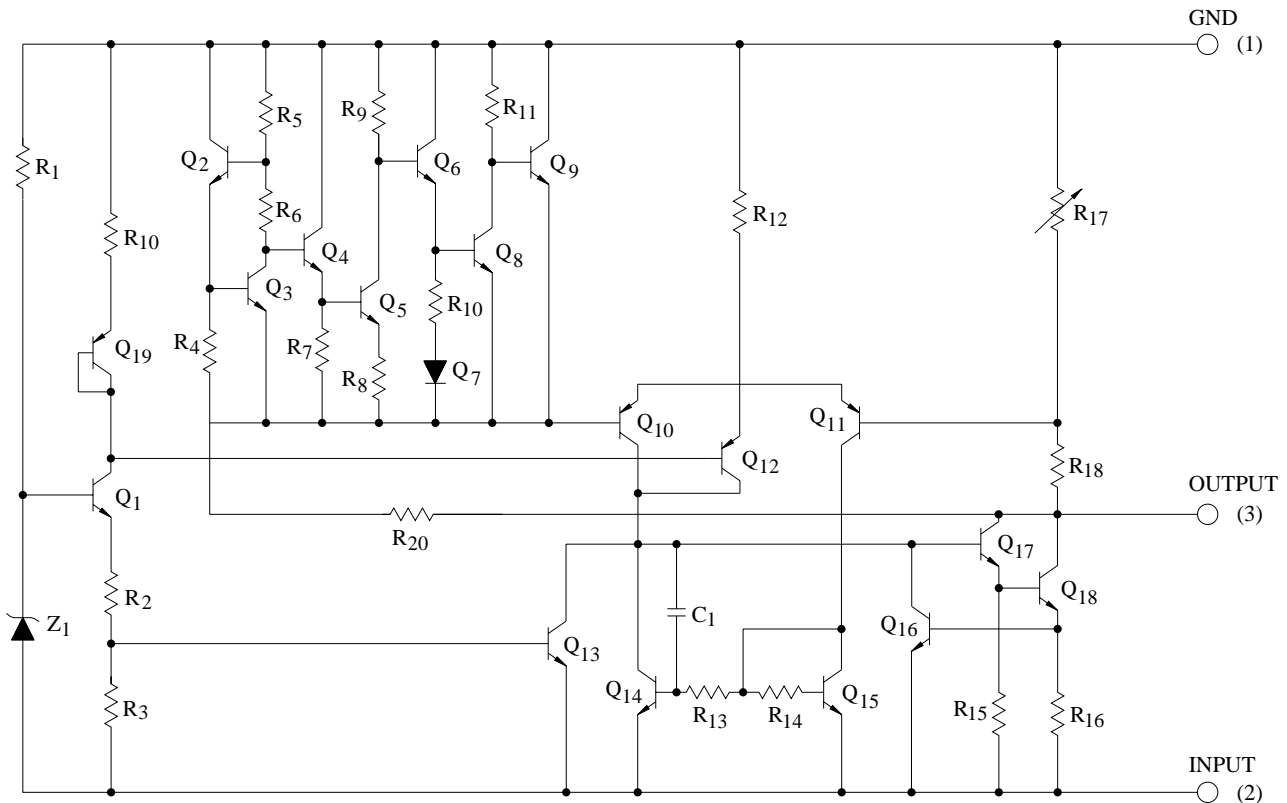 GND
(1)
R11
R9
R5
Q2
Q6
Q9
R1
R6
R12
R17
R10
Q4
Q8
Q3
Q5
R10
R4
Q19
R7
R8
Q7
Q10
Q11
Q12
R18
Q1
OUTPUT
(3)
R20
Q17
R2
C1
Q18
Z1
Q16
Q13
Q14
Q15
R3
R13
R14
R15
R16
INPUT
(2)